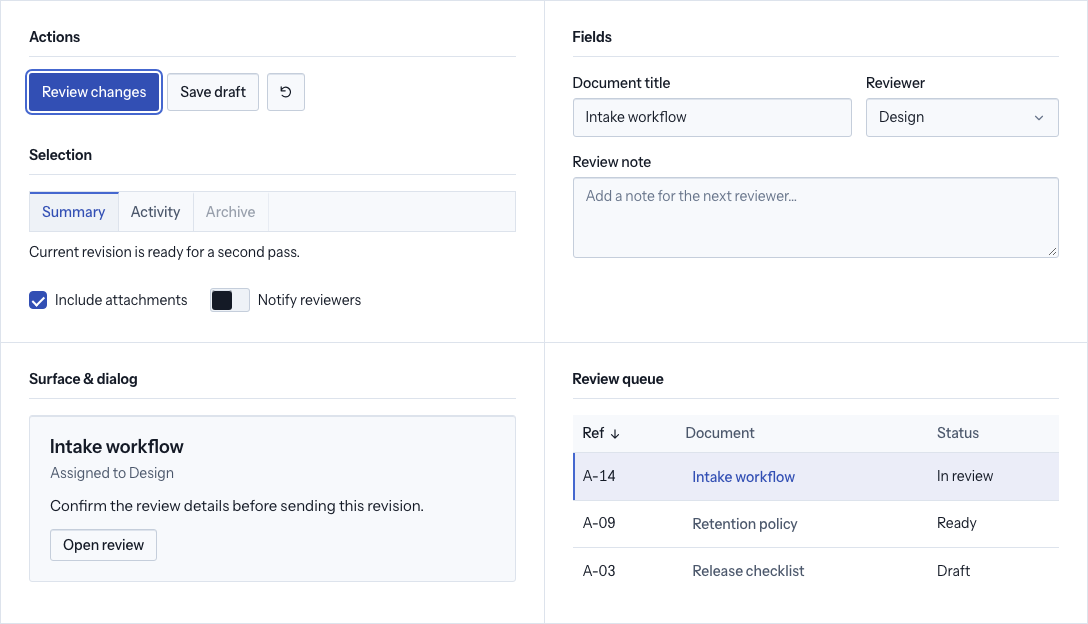 Actions
Review changes
Save draft
Selection
Summary
Activity
Archive
Current revision is ready for a second pass.
Include attachments
Notify reviewers
Fields
Document title
Reviewer
Intake workflow
Design
Review note
Add a note for the next reviewer...
Surface & dialog
Intake workflow
Assigned to Design
Confirm the review details before sending this revision.
Open review
Review queue
Ref ↓ Document Status
A-14 Intake workflow In review
A-09 Retention policy Ready
A-03 Release checklist Draft